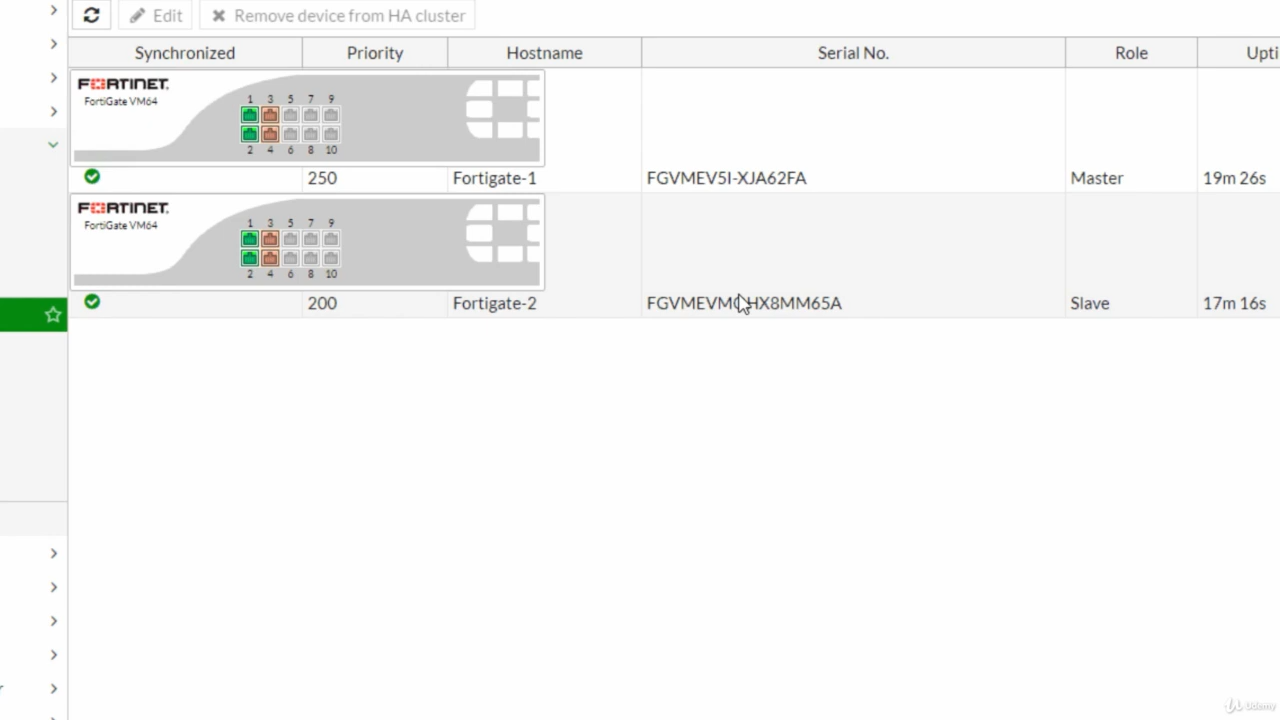 Edit
Remove device from HA cluster
Synchronized Priority Hostname Serial No. Role Upti
FORTINET
FortiGate VM64
1 3 5 7 9
2 4 6 8 10
250 Fortigate-1 FGVMEV5I-XJA62FA Master 19m 26s
FORTINET
FortiGate VM64
1 3 5 7 9
2 4 6 8 10
200 Fortigate-2 Slave 17m 16s
r
Udemy